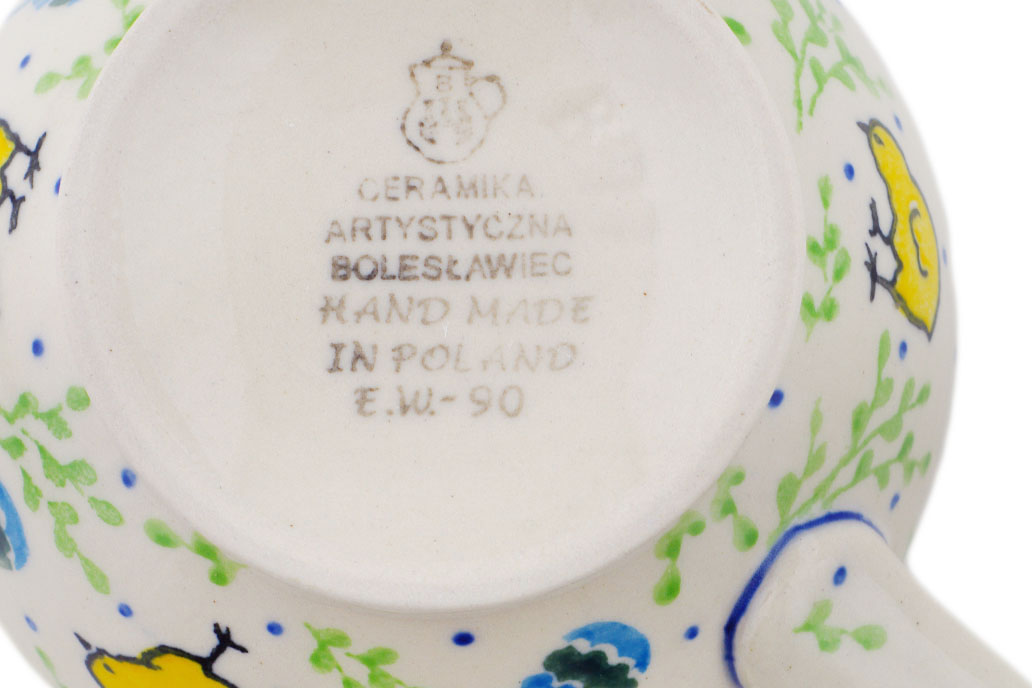 CERAMIKA
ARTYSTYCZNA
BOLESŁAWIEC
HAND MADE
IN POLAND
E.W.-90